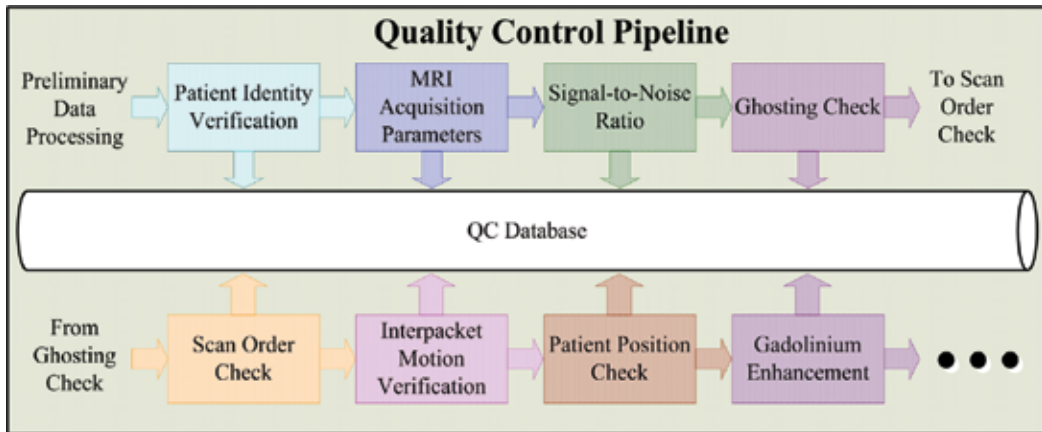 Quality Control Pipeline
Preliminary
Data
Processing
Patient Identity
Verification
MRI
Acquisition
Parameters
Signal-to-Noise
Ratio
Ghosting Check
To Scan
Order
Check
QC Database
From
Ghosting
Check
Scan Order
Check
Interpacket
Motion
Verification
Patient Position
Check
Gadolinium
Enhancement